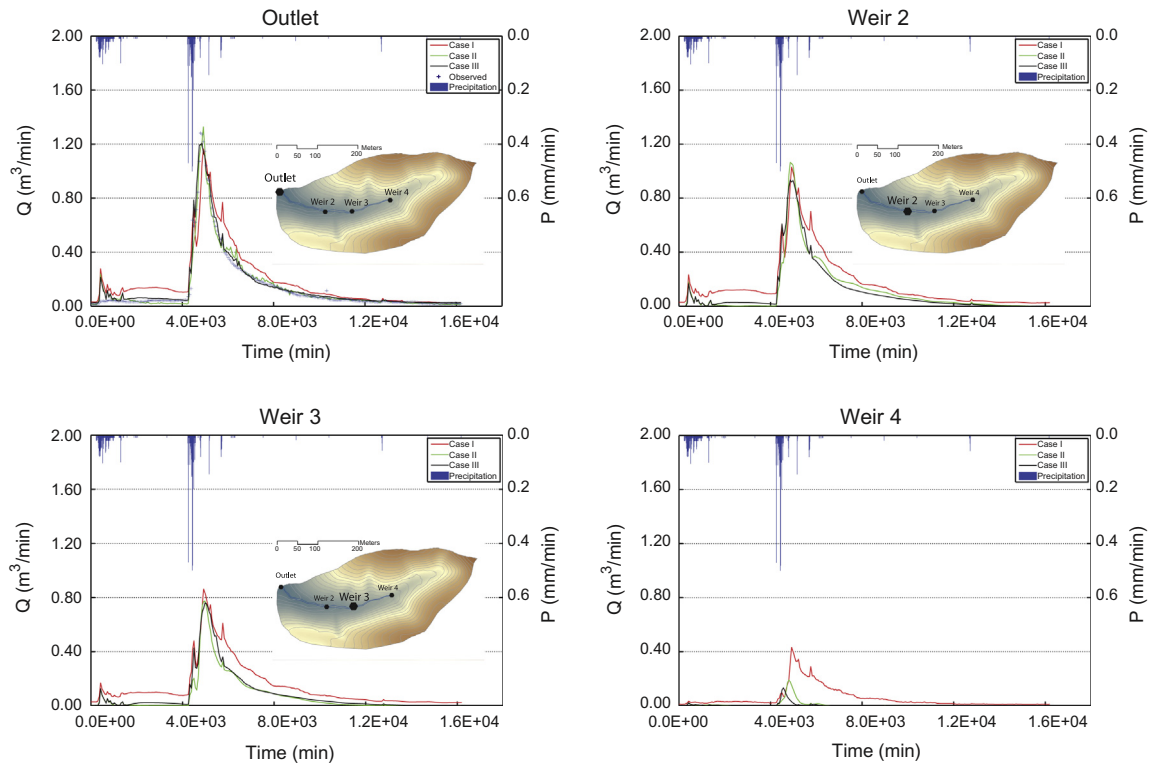 Outlet
2.00
1.60
1.20
0.80
0.40
0.00
Q (m³/min)
0.0
0.2
0.4
0.6
P (mm/min)
Case I
Case II
Case III
Observed
Precipitation
Meters
0 50 100 200
Outlet
Weir 2
Weir 3
Weir 4
0.0E+00 4.0E+03 8.0E+03 1.2E+04 1.6E+04
Time (min)
Weir 2
2.00
1.60
1.20
0.80
0.40
0.00
Q (m³/min)
0.0
0.2
0.4
0.6
P (mm/min)
Case I
Case II
Case III
Precipitation
Meters
0 50 100 200
Outlet
Weir 2
Weir 3
Weir 4
0.0E+00 4.0E+03 8.0E+03 1.2E+04 1.6E+04
Time (min)
Weir 3
2.00
1.60
1.20
0.80
0.40
0.00
Q (m³/min)
0.0
0.2
0.4
0.6
P (mm/min)
Case I
Case II
Case III
Precipitation
Meters
0 50 100 200
Outlet
Weir 2
Weir 3
Weir 4
0.0E+00 4.0E+03 8.0E+03 1.2E+04 1.6E+04
Time (min)
Weir 4
2.00
1.60
1.20
0.80
0.40
0.00
Q (m³/min)
0.0
0.2
0.4
0.6
P (mm/min)
Case I
Case II
Case III
Precipitation
0.0E+00 4.0E+03 8.0E+03 1.2E+04 1.6E+04
Time (min)